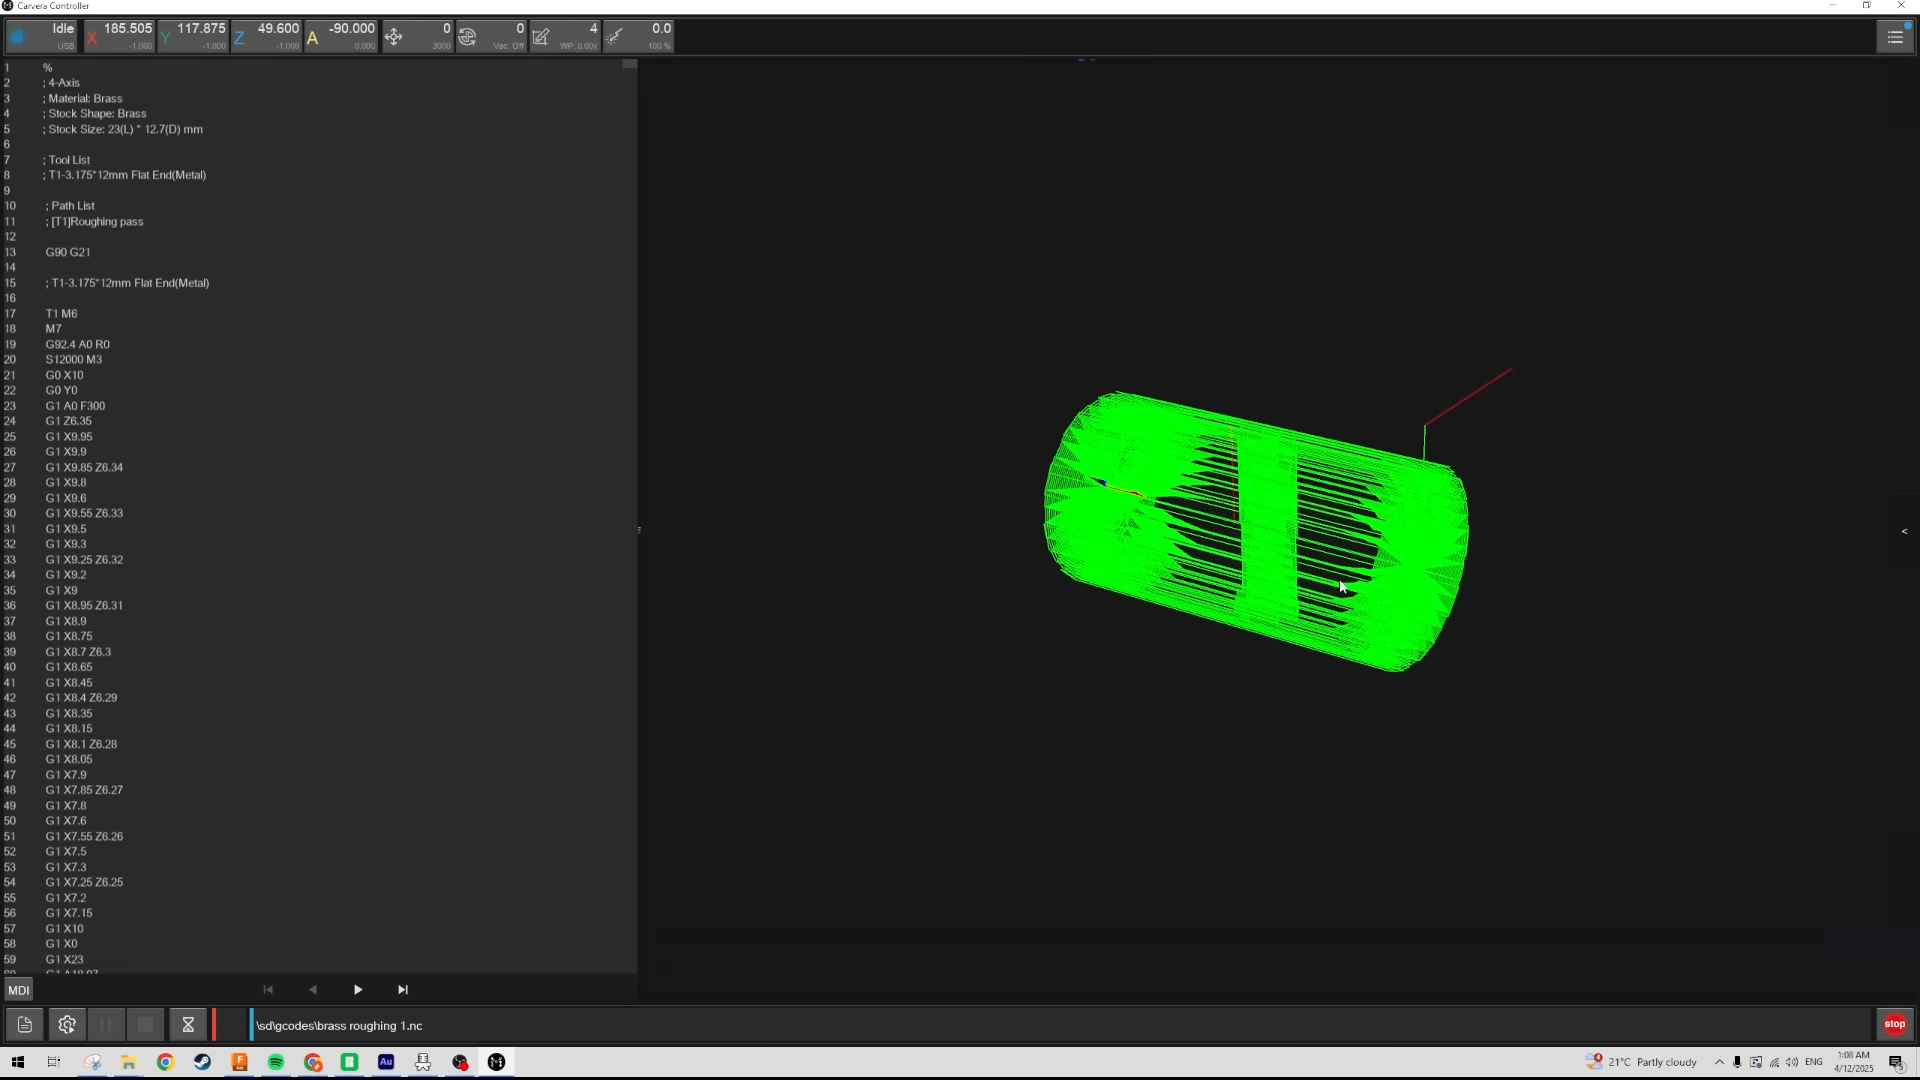 Carvera Controller
Idle
USB
X 185.505
-1.000
Y 117.875
-1.000
Z 49.600
-1.000
A -90.000
0.000
0
3000
0
Vac: Off
4
WP: 0.00v
0.0
100 %
1 %
2 ; 4-Axis
3 ; Material: Brass
4 ; Stock Shape: Brass
5 ; Stock Size: 23(L) * 12.7(D) mm
6
7 ; Tool List
8 ; T1-3.175*12mm Flat End(Metal)
9
10 ; Path List
11 ; [T1]Roughing pass
12
13 G90 G21
14
15 ; T1-3.175*12mm Flat End(Metal)
16
17 T1 M6
18 M7
19 G92.4 A0 R0
20 S12000 M3
21 G0 X10
22 G0 Y0
23 G1 A0 F300
24 G1 Z6.35
25 G1 X9.95
26 G1 X9.9
27 G1 X9.85 Z6.34
28 G1 X9.8
29 G1 X9.6
30 G1 X9.55 Z6.33
31 G1 X9.5
32 G1 X9.3
33 G1 X9.25 Z6.32
34 G1 X9.2
35 G1 X9
36 G1 X8.95 Z6.31
37 G1 X8.9
38 G1 X8.75
39 G1 X8.7 Z6.3
40 G1 X8.65
41 G1 X8.45
42 G1 X8.4 Z6.29
43 G1 X8.35
44 G1 X8.15
45 G1 X8.1 Z6.28
46 G1 X8.05
47 G1 X7.9
48 G1 X7.85 Z6.27
49 G1 X7.8
50 G1 X7.6
51 G1 X7.55 Z6.26
52 G1 X7.5
53 G1 X7.3
54 G1 X7.25 Z6.25
55 G1 X7.2
56 G1 X7.15
57 G1 X10
58 G1 X0
59 G1 X23
<
MDI
\sd\gcodes\brass roughing 1.nc
stop
21°C Partly cloudy
ENG
1:08 AM
4/12/2025